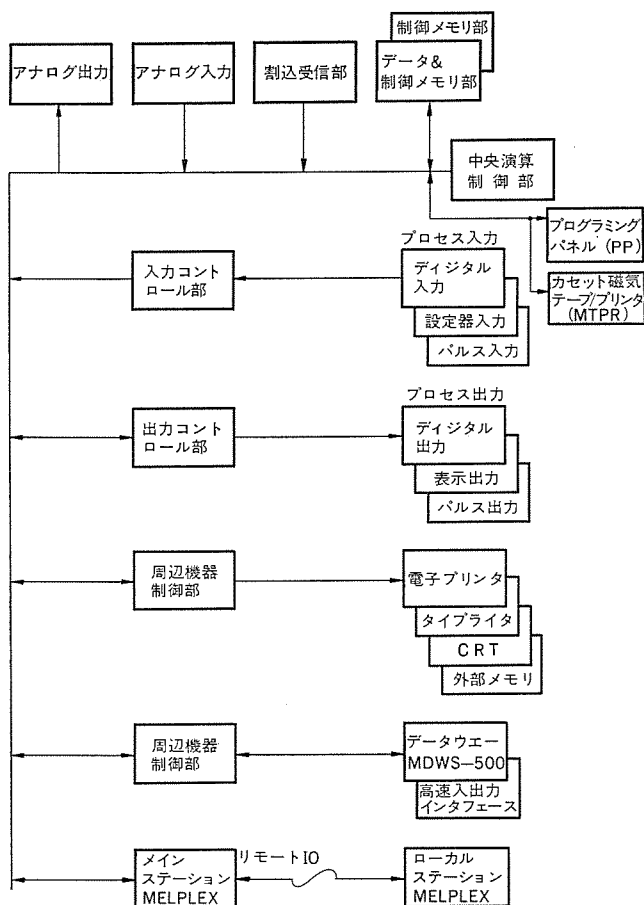 アナログ出力
アナログ入力
割込受信部
制御メモリ部
データ&
制御メモリ部
中央演算
制御部
プログラミング
パネル(PP)
カセット磁気
テープ/プリンタ
(MTPR)
入力コント
ロール部
プロセス入力
ディジタル
入力
設定器入力
パルス入力
出力コント
ロール部
プロセス出力
ディジタル
出力
表示出力
パルス出力
周辺機器
制御部
電子プリンタ
タイプライタ
CRT
外部メモリ
周辺機器
制御部
データウエー
MDWS-500
高速入出力
インタフェース
メイン
ステーション
MELPLEX
リモートIO
ローカル
ステーション
MELPLEX